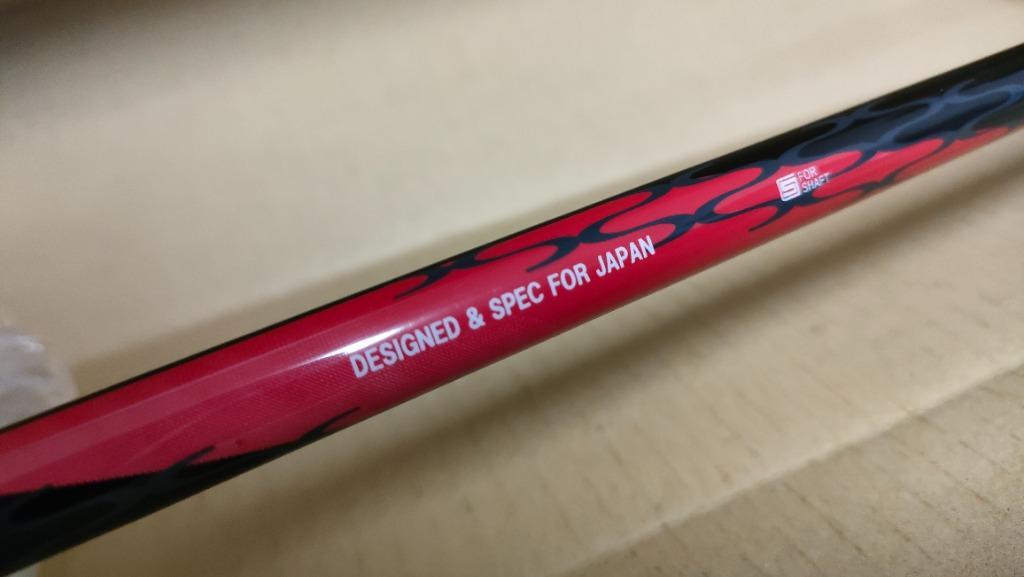 DESIGNED & SPEC FOR JAPAN
S FOR
SHAFT